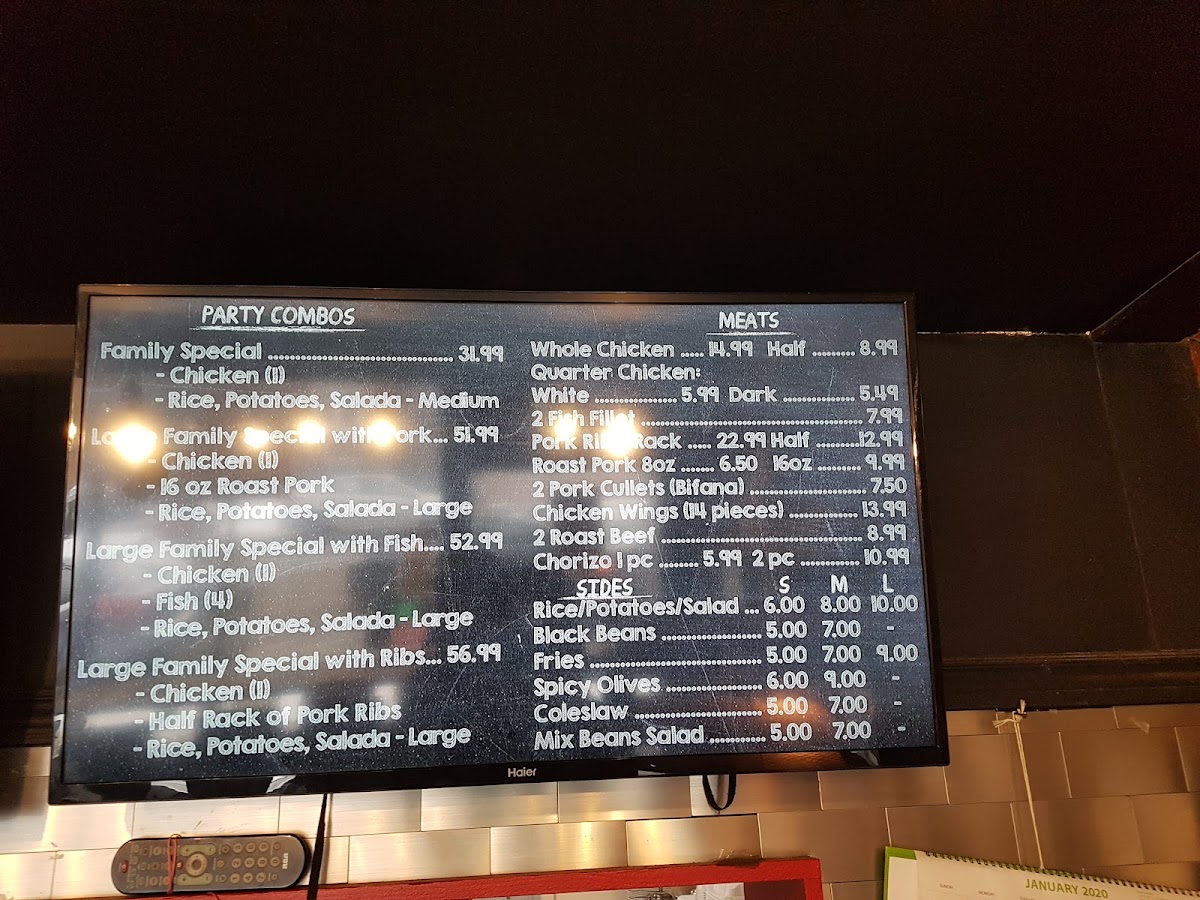 PARTY COMBOS
Family Special ........................................ 31.99
- Chicken (1)
- Rice, Potatoes, Salada - Medium
Large Family Special with Pork... 51.99
- Chicken (1)
- 16 oz Roast Pork
- Rice, Potatoes, Salada - Large
Large Family Special with Fish.... 52.99
- Chicken (1)
- Fish (4)
- Rice, Potatoes, Salada - Large
Large Family Special with Ribs... 56.99
- Chicken (1)
- Half Rack of Pork Ribs
- Rice, Potatoes, Salada - Large
MEATS
Whole Chicken ..... 14.99 Half ......... 8.99
Quarter Chicken:
White ................. 5.99 Dark ............... 5.49
2 Fish Fillet ............................................. 7.99
Pork Ribs Rack ..... 22.99 Half .........12.99
Roast Pork 8oz ....... 6.50 16oz ......... 9.99
2 Pork Cullets (Bifana) ............................. 7.50
Chicken Wings (14 pieces) .............. 13.99
2 Roast Beef ........................................ 8.99
Chorizo 1 pc ........ 5.99 2 pc ............ 10.99
SIDES S M L
Rice/Potatoes/Salad ... 6.00 8.00 10.00
Black Beans .................... 5.00 7.00 -
Fries .................................. 5.00 7.00 9.00
Spicy Olives ................... 6.00 9.00 -
Coleslaw ......................... 5.00 7.00 -
Mix Beans Salad ........... 5.00 7.00 -
Haier
RCA
JANUARY 2020